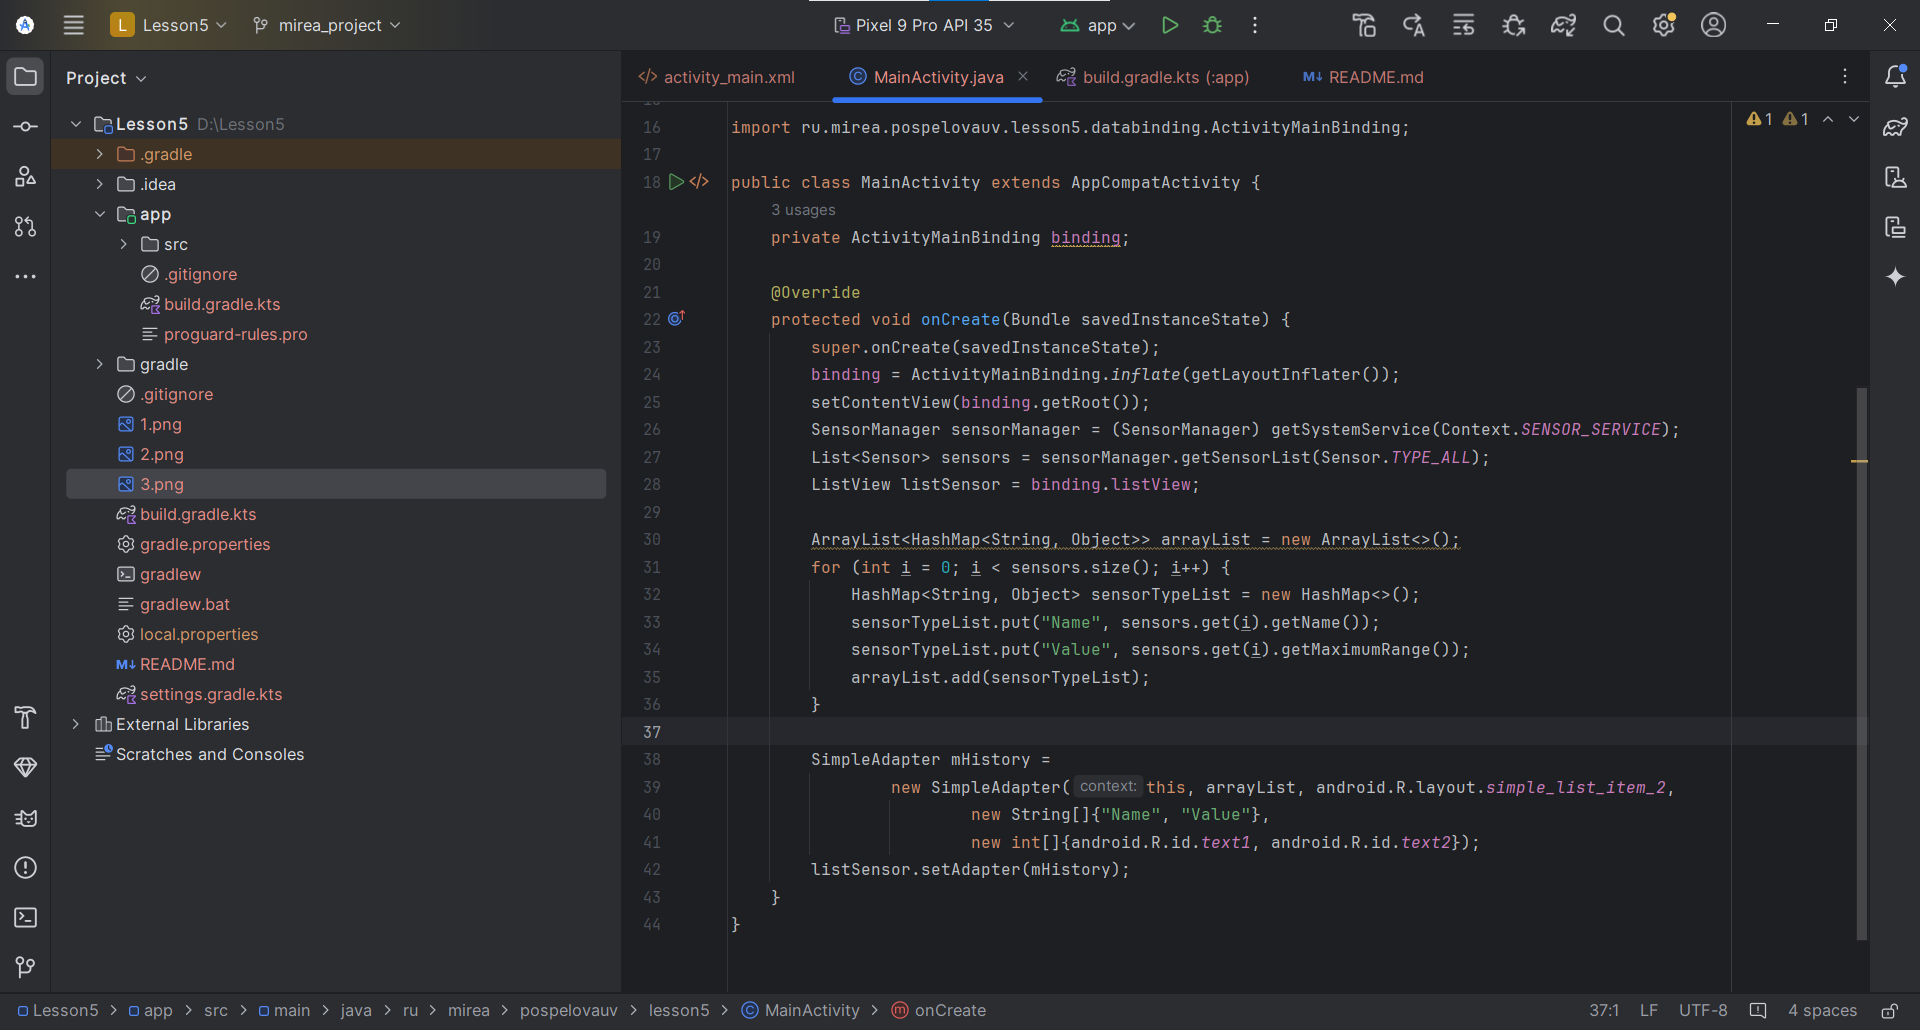 L Lesson5 mirea_project Pixel 9 Pro API 35 app
Project
activity_main.xml MainActivity.java build.gradle.kts (:app) M↓ README.md
Lesson5 D:\Lesson5
.gradle
.idea
app
src
.gitignore
build.gradle.kts
proguard-rules.pro
gradle
.gitignore
1.png
2.png
3.png
build.gradle.kts
gradle.properties
gradlew
gradlew.bat
local.properties
M↓ README.md
settings.gradle.kts
External Libraries
Scratches and Consoles
1 1
16 import ru.mirea.pospelovauv.lesson5.databinding.ActivityMainBinding;
17
18 public class MainActivity extends AppCompatActivity {
3 usages
19 private ActivityMainBinding binding;
20
21 @Override
22 protected void onCreate(Bundle savedInstanceState) {
23 super.onCreate(savedInstanceState);
24 binding = ActivityMainBinding.inflate(getLayoutInflater());
25 setContentView(binding.getRoot());
26 SensorManager sensorManager = (SensorManager) getSystemService(Context.SENSOR_SERVICE);
27 List<Sensor> sensors = sensorManager.getSensorList(Sensor.TYPE_ALL);
28 ListView listSensor = binding.listView;
29
30 ArrayList<HashMap<String, Object>> arrayList = new ArrayList<>();
31 for (int i = 0; i < sensors.size(); i++) {
32 HashMap<String, Object> sensorTypeList = new HashMap<>();
33 sensorTypeList.put("Name", sensors.get(i).getName());
34 sensorTypeList.put("Value", sensors.get(i).getMaximumRange());
35 arrayList.add(sensorTypeList);
36 }
37
38 SimpleAdapter mHistory =
39 new SimpleAdapter( context: this, arrayList, android.R.layout.simple_list_item_2,
40 new String[]{"Name", "Value"},
41 new int[]{android.R.id.text1, android.R.id.text2});
42 listSensor.setAdapter(mHistory);
43 }
44 }
Lesson5 > app > src > main > java > ru > mirea > pospelovauv > lesson5 > MainActivity > onCreate 37:1 LF UTF-8 4 spaces